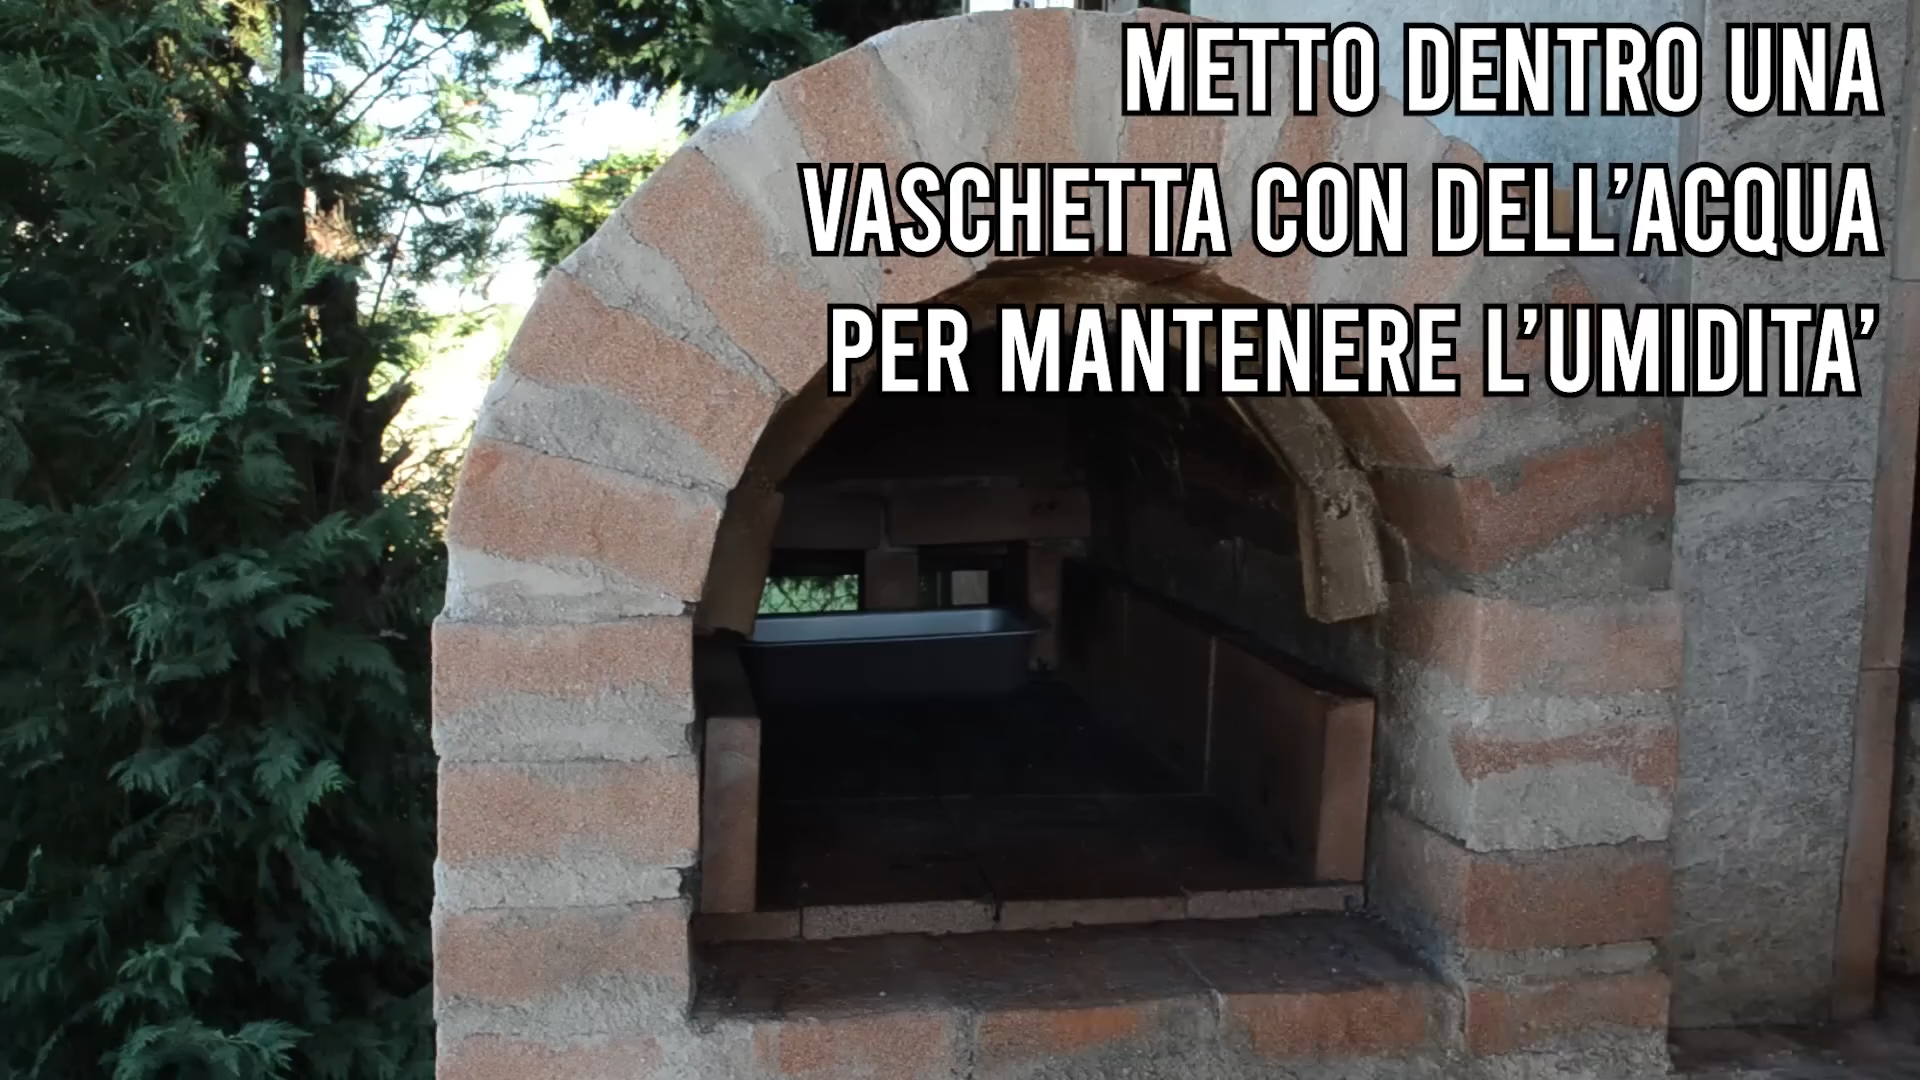 METTO DENTRO UNA
VASCHETTA CON DELL’ACQUA
PER MANTENERE L’UMIDITA’